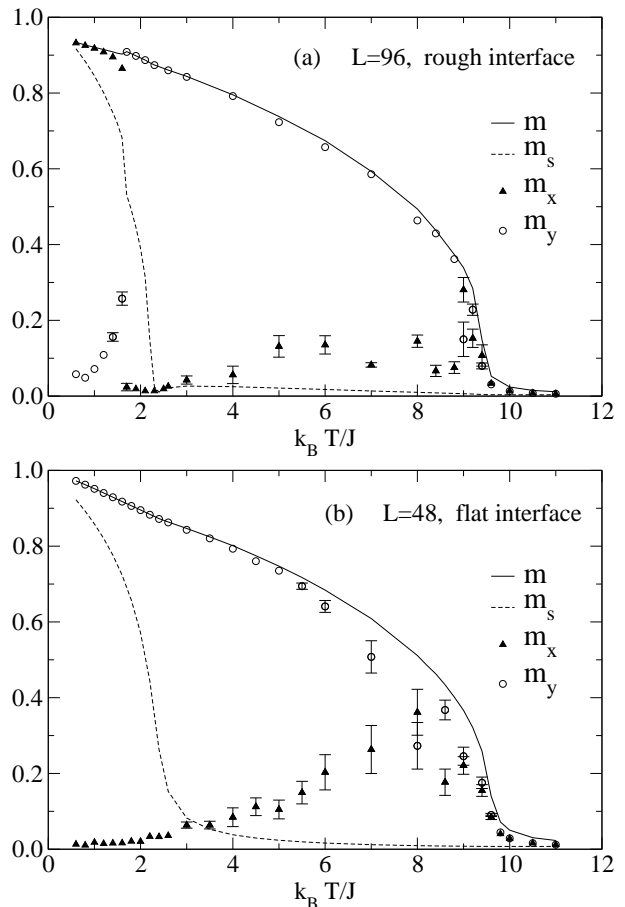 1.0
(a) L=96, rough interface
0.8
m
m_s
0.6
m_x
m_y
0.4
0.2
0.0
0 2 4 6 8 10 12
k_B T/J
1.0
(b) L=48, flat interface
0.8
m
m_s
0.6
m_x
m_y
0.4
0.2
0.0
0 2 4 6 8 10 12
k_B T/J